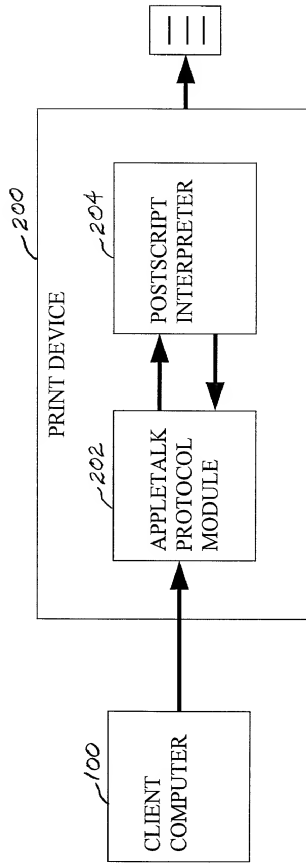 200
PRINT DEVICE
100
CLIENT
COMPUTER
202
APPLETALK
PROTOCOL
MODULE
204
POSTSCRIPT
INTERPRETER